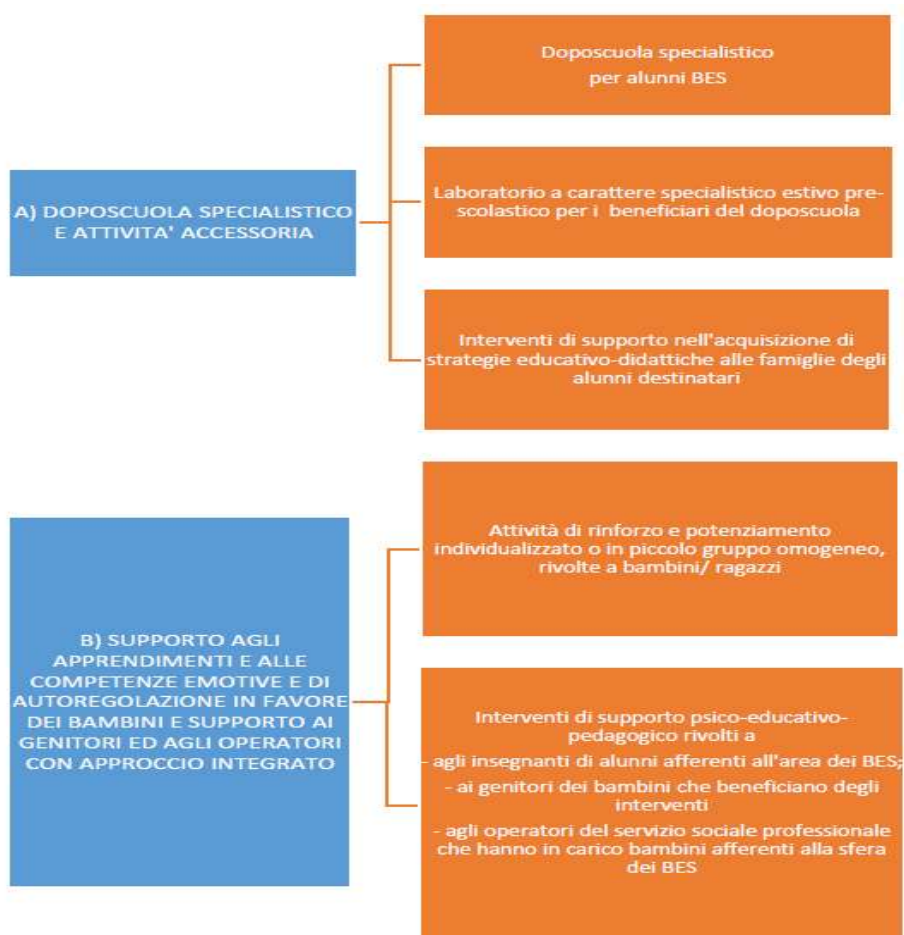 A) DOPOSCUOLA SPECIALISTICO
E ATTIVITA' ACCESSORIA
Doposcuola specialistico
per alunni BES
Laboratorio a carattere specialistico estivo pre-
scolastico per i beneficiari del doposcuola
Interventi di supporto nell'acquisizione di
strategie educativo-didattiche alle famiglie degli
alunni destinatari
B) SUPPORTO AGLI
APPRENDIMENTI E ALLE
COMPETENZE EMOTIVE E DI
AUTOREGOLAZIONE IN FAVORE
DEI BAMBINI E SUPPORTO AI
GENITORI ED AGLI OPERATORI
CON APPROCCIO INTEGRATO
Attività di rinforzo e potenziamento
individualizzato o in piccolo gruppo omogeneo,
rivolte a bambini/ ragazzi
Interventi di supporto psico-educativo-
pedagogico rivolti a
- agli insegnanti di alunni afferenti all'area dei BES;
- ai genitori dei bambini che beneficiano degli
interventi
- agli operatori del servizio sociale professionale
che hanno in carico bambini afferenti alla sfera
dei BES